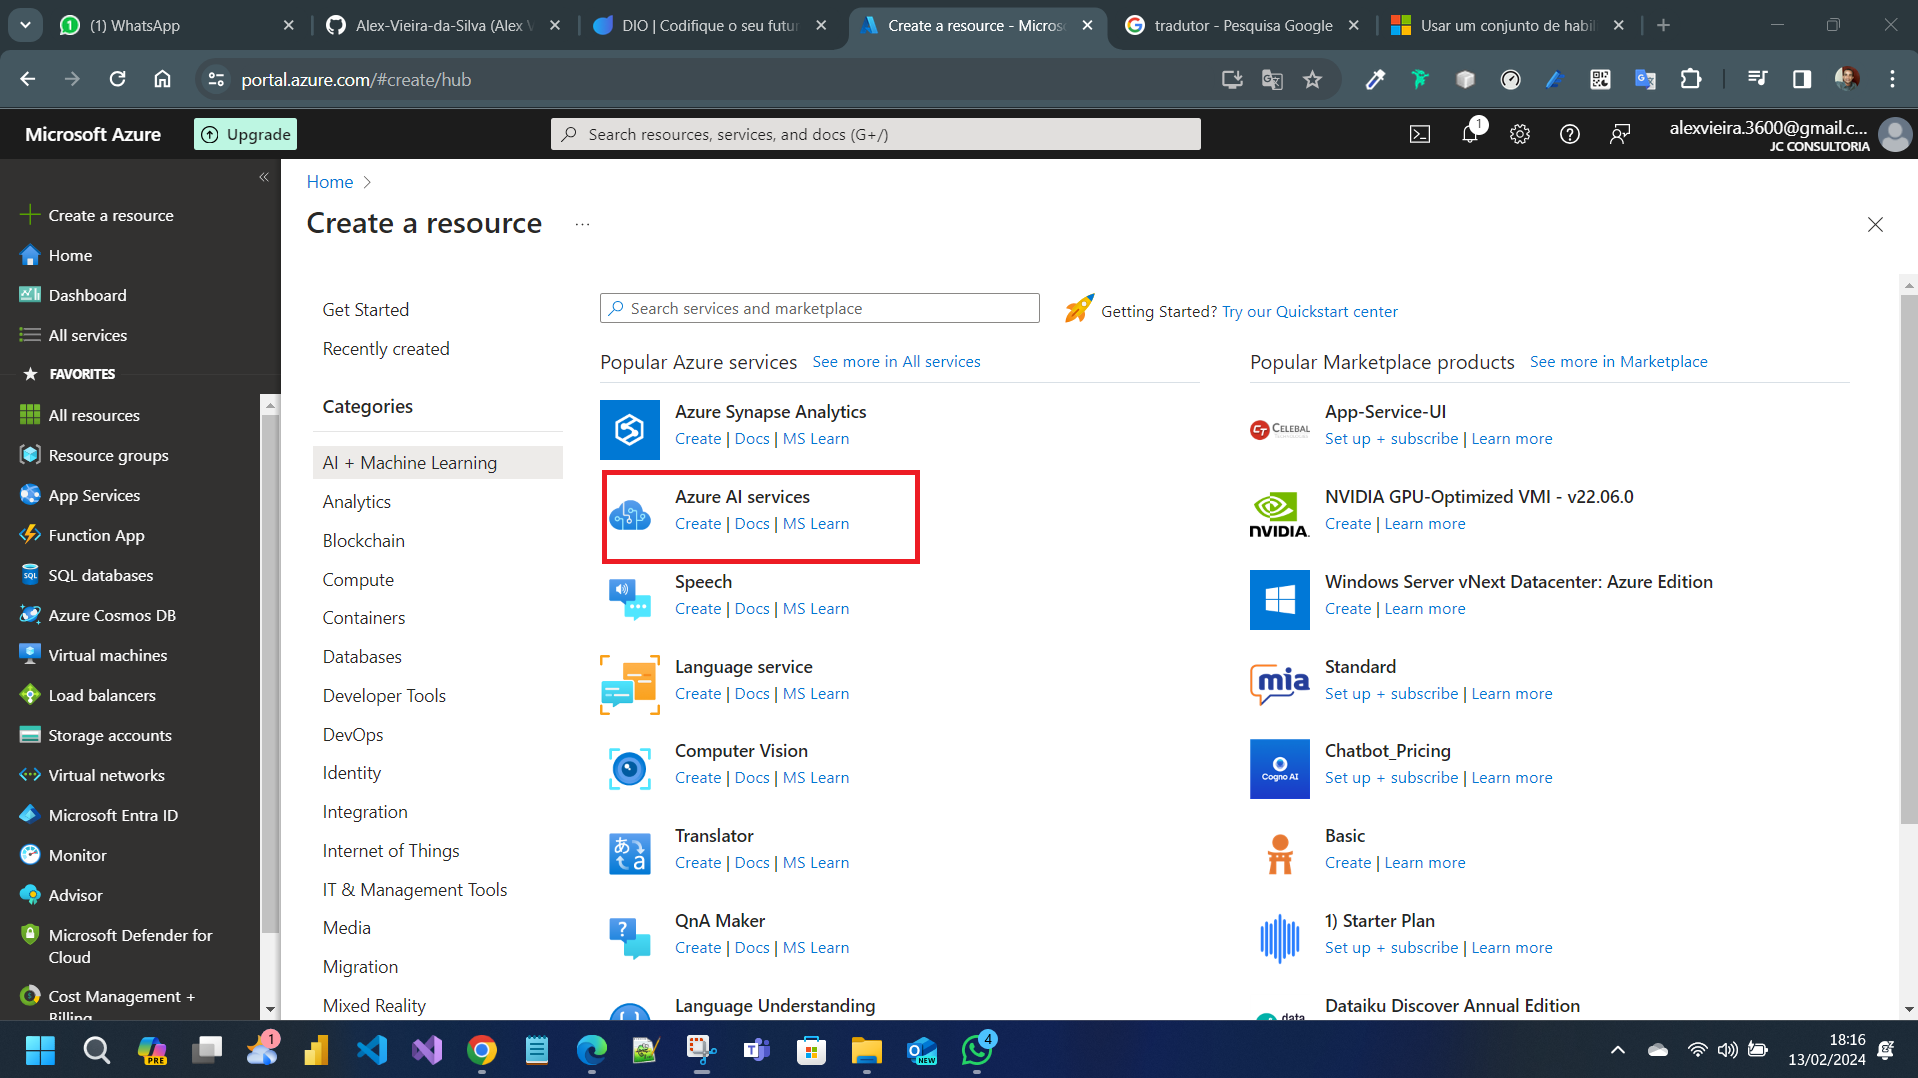 (1) WhatsApp
Alex-Vieira-da-Silva (Alex V
DIO | Codifique o seu futur
Create a resource - Micros
tradutor - Pesquisa Google
Usar um conjunto de habil
portal.azure.com/#create/hub
Microsoft Azure
Upgrade
Search resources, services, and docs (G+/)
1
alexvieira.3600@gmail.c...
JC CONSULTORIA
Create a resource
Home
Dashboard
All services
FAVORITES
All resources
Resource groups
App Services
Function App
SQL databases
Azure Cosmos DB
Virtual machines
Load balancers
Storage accounts
Virtual networks
Microsoft Entra ID
Monitor
Advisor
Microsoft Defender for
Cloud
Cost Management +
Billing
Home
Create a resource
...
Get Started
Recently created
Categories
AI + Machine Learning
Analytics
Blockchain
Compute
Containers
Databases
Developer Tools
DevOps
Identity
Integration
Internet of Things
IT & Management Tools
Media
Migration
Mixed Reality
Search services and marketplace
Getting Started? Try our Quickstart center
Popular Azure services See more in All services
Azure Synapse Analytics
Create | Docs | MS Learn
Azure AI services
Create | Docs | MS Learn
Speech
Create | Docs | MS Learn
Language service
Create | Docs | MS Learn
Computer Vision
Create | Docs | MS Learn
Translator
Create | Docs | MS Learn
QnA Maker
Create | Docs | MS Learn
Language Understanding
Popular Marketplace products See more in Marketplace
CELEBAL
App-Service-UI
Set up + subscribe | Learn more
NVIDIA.
NVIDIA GPU-Optimized VMI - v22.06.0
Create | Learn more
Windows Server vNext Datacenter: Azure Edition
Create | Learn more
mia
Standard
Set up + subscribe | Learn more
Cogno AI
Chatbot_Pricing
Set up + subscribe | Learn more
Basic
Create | Learn more
1) Starter Plan
Set up + subscribe | Learn more
data
Dataiku Discover Annual Edition
PRE
1
NEW
4
18:16
13/02/2024